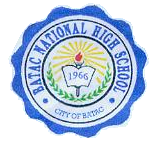 BATAC NATIONAL HIGH SCHOOL
1966
CITY OF BATAC